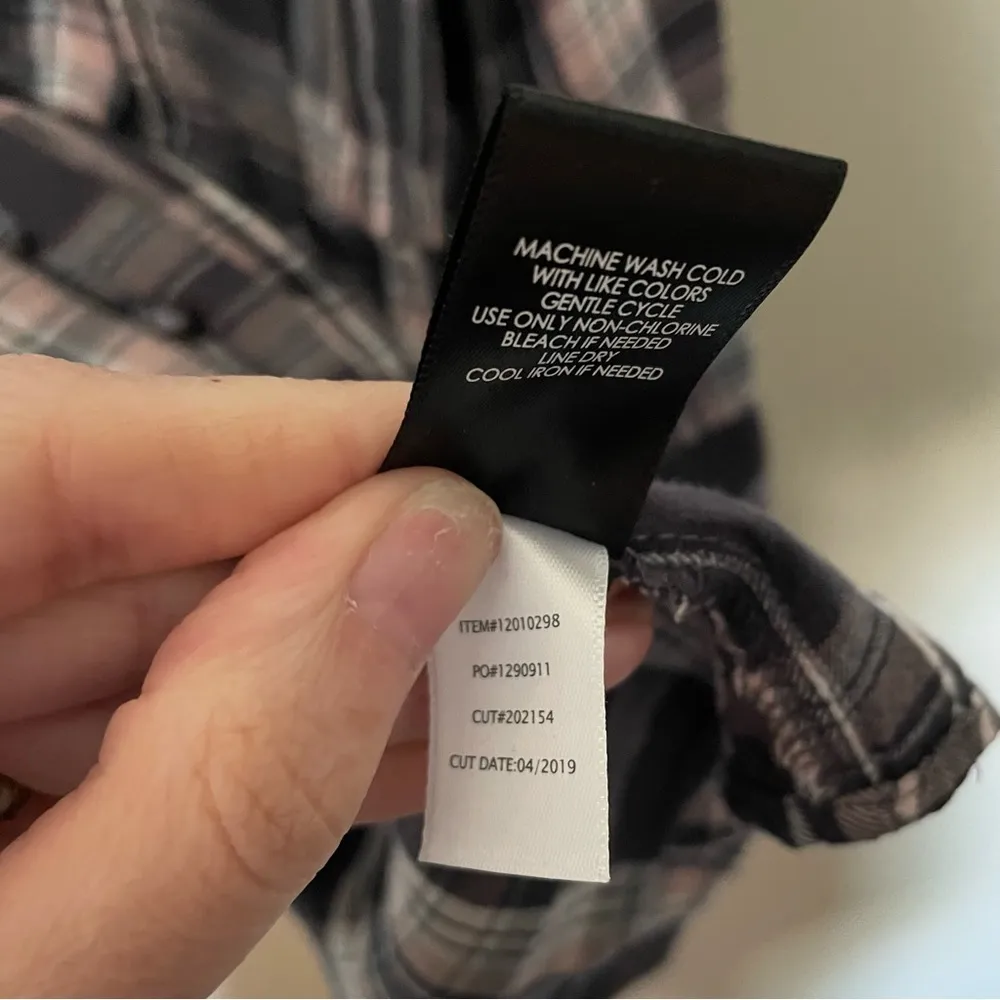 MACHINE WASH COLD
WITH LIKE COLORS
GENTLE CYCLE
USE ONLY NON-CHLORINE
BLEACH IF NEEDED
LINE DRY
COOL IRON IF NEEDED
ITEM#12010298
PO#1290911
CUT#202154
CUT DATE:04/2019